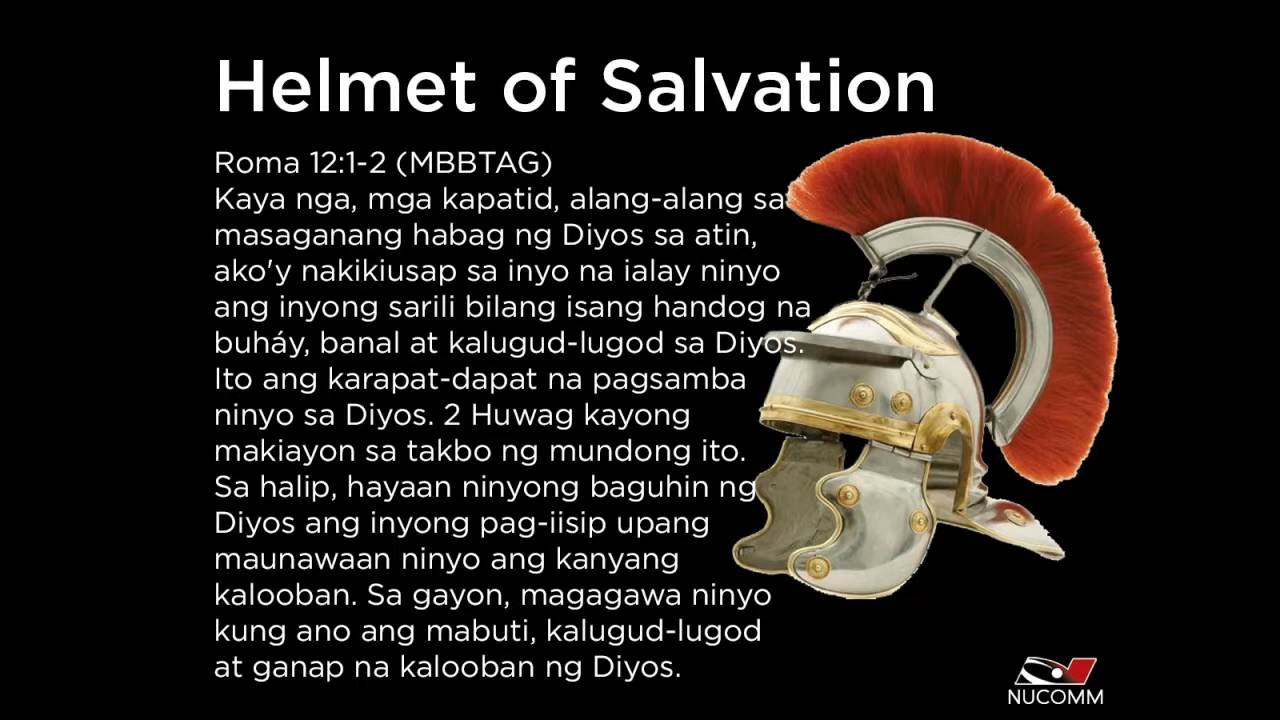 Helmet of Salvation
Roma 12:1-2 (MBBTAG)
Kaya nga, mga kapatid, alang-alang sa
masaganang habag ng Diyos sa atin,
ako'y nakikiusap sa inyo na ialay ninyo
ang inyong sarili bilang isang handog na
buháy, banal at kalugud-lugod sa Diyos.
Ito ang karapat-dapat na pagsamba
ninyo sa Diyos. 2 Huwag kayong
makiayon sa takbo ng mundong ito.
Sa halip, hayaan ninyong baguhin ng
Diyos ang inyong pag-iisip upang
maunawaan ninyo ang kanyang
kalooban. Sa gayon, magagawa ninyo
kung ano ang mabuti, kalugud-lugod
at ganap na kalooban ng Diyos.
NUCOMM